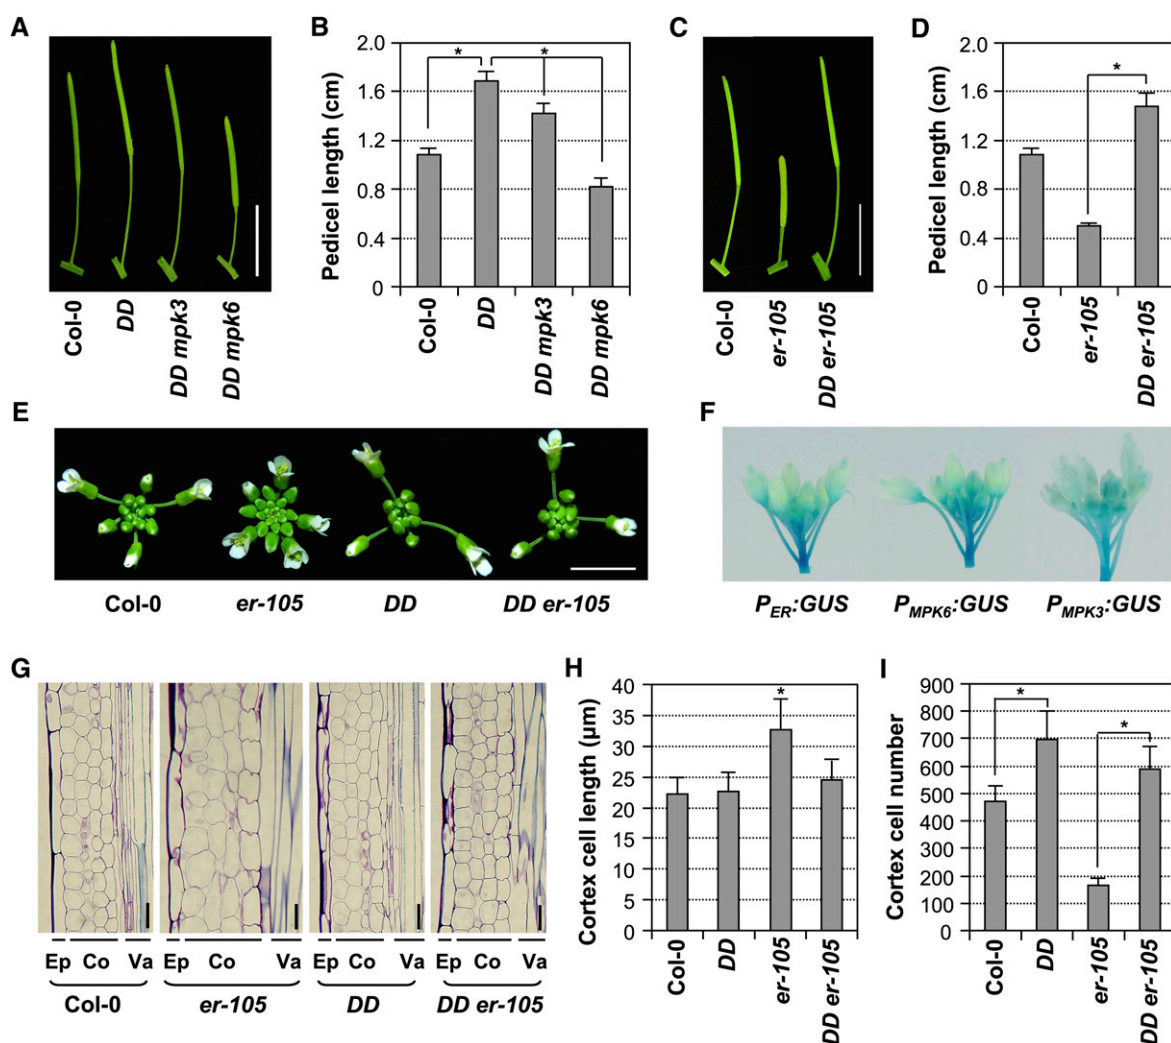 A
Col-0
DD
DD mpk3
DD mpk6
B
Pedicel length (cm)
2.0
1.6
1.2
0.8
0.4
0
*
*
Col-0
DD
DD mpk3
DD mpk6
C
Col-0
er-105
DD er-105
D
Pedicel length (cm)
2.0
1.6
1.2
0.8
0.4
0
*
Col-0
er-105
DD er-105
E
Col-0
er-105
DD
DD er-105
F
P_ER:GUS
P_MPK6:GUS
P_MPK3:GUS
G
Ep Co Va
Ep Co Va
Ep Co Va
Ep Co Va
Col-0
er-105
DD
DD er-105
H
Cortex cell length (µm)
40
35
30
25
20
15
10
5
0
*
Col-0
DD
er-105
DD er-105
I
Cortex cell number
900
800
700
600
500
400
300
200
100
0
*
*
Col-0
DD
er-105
DD er-105